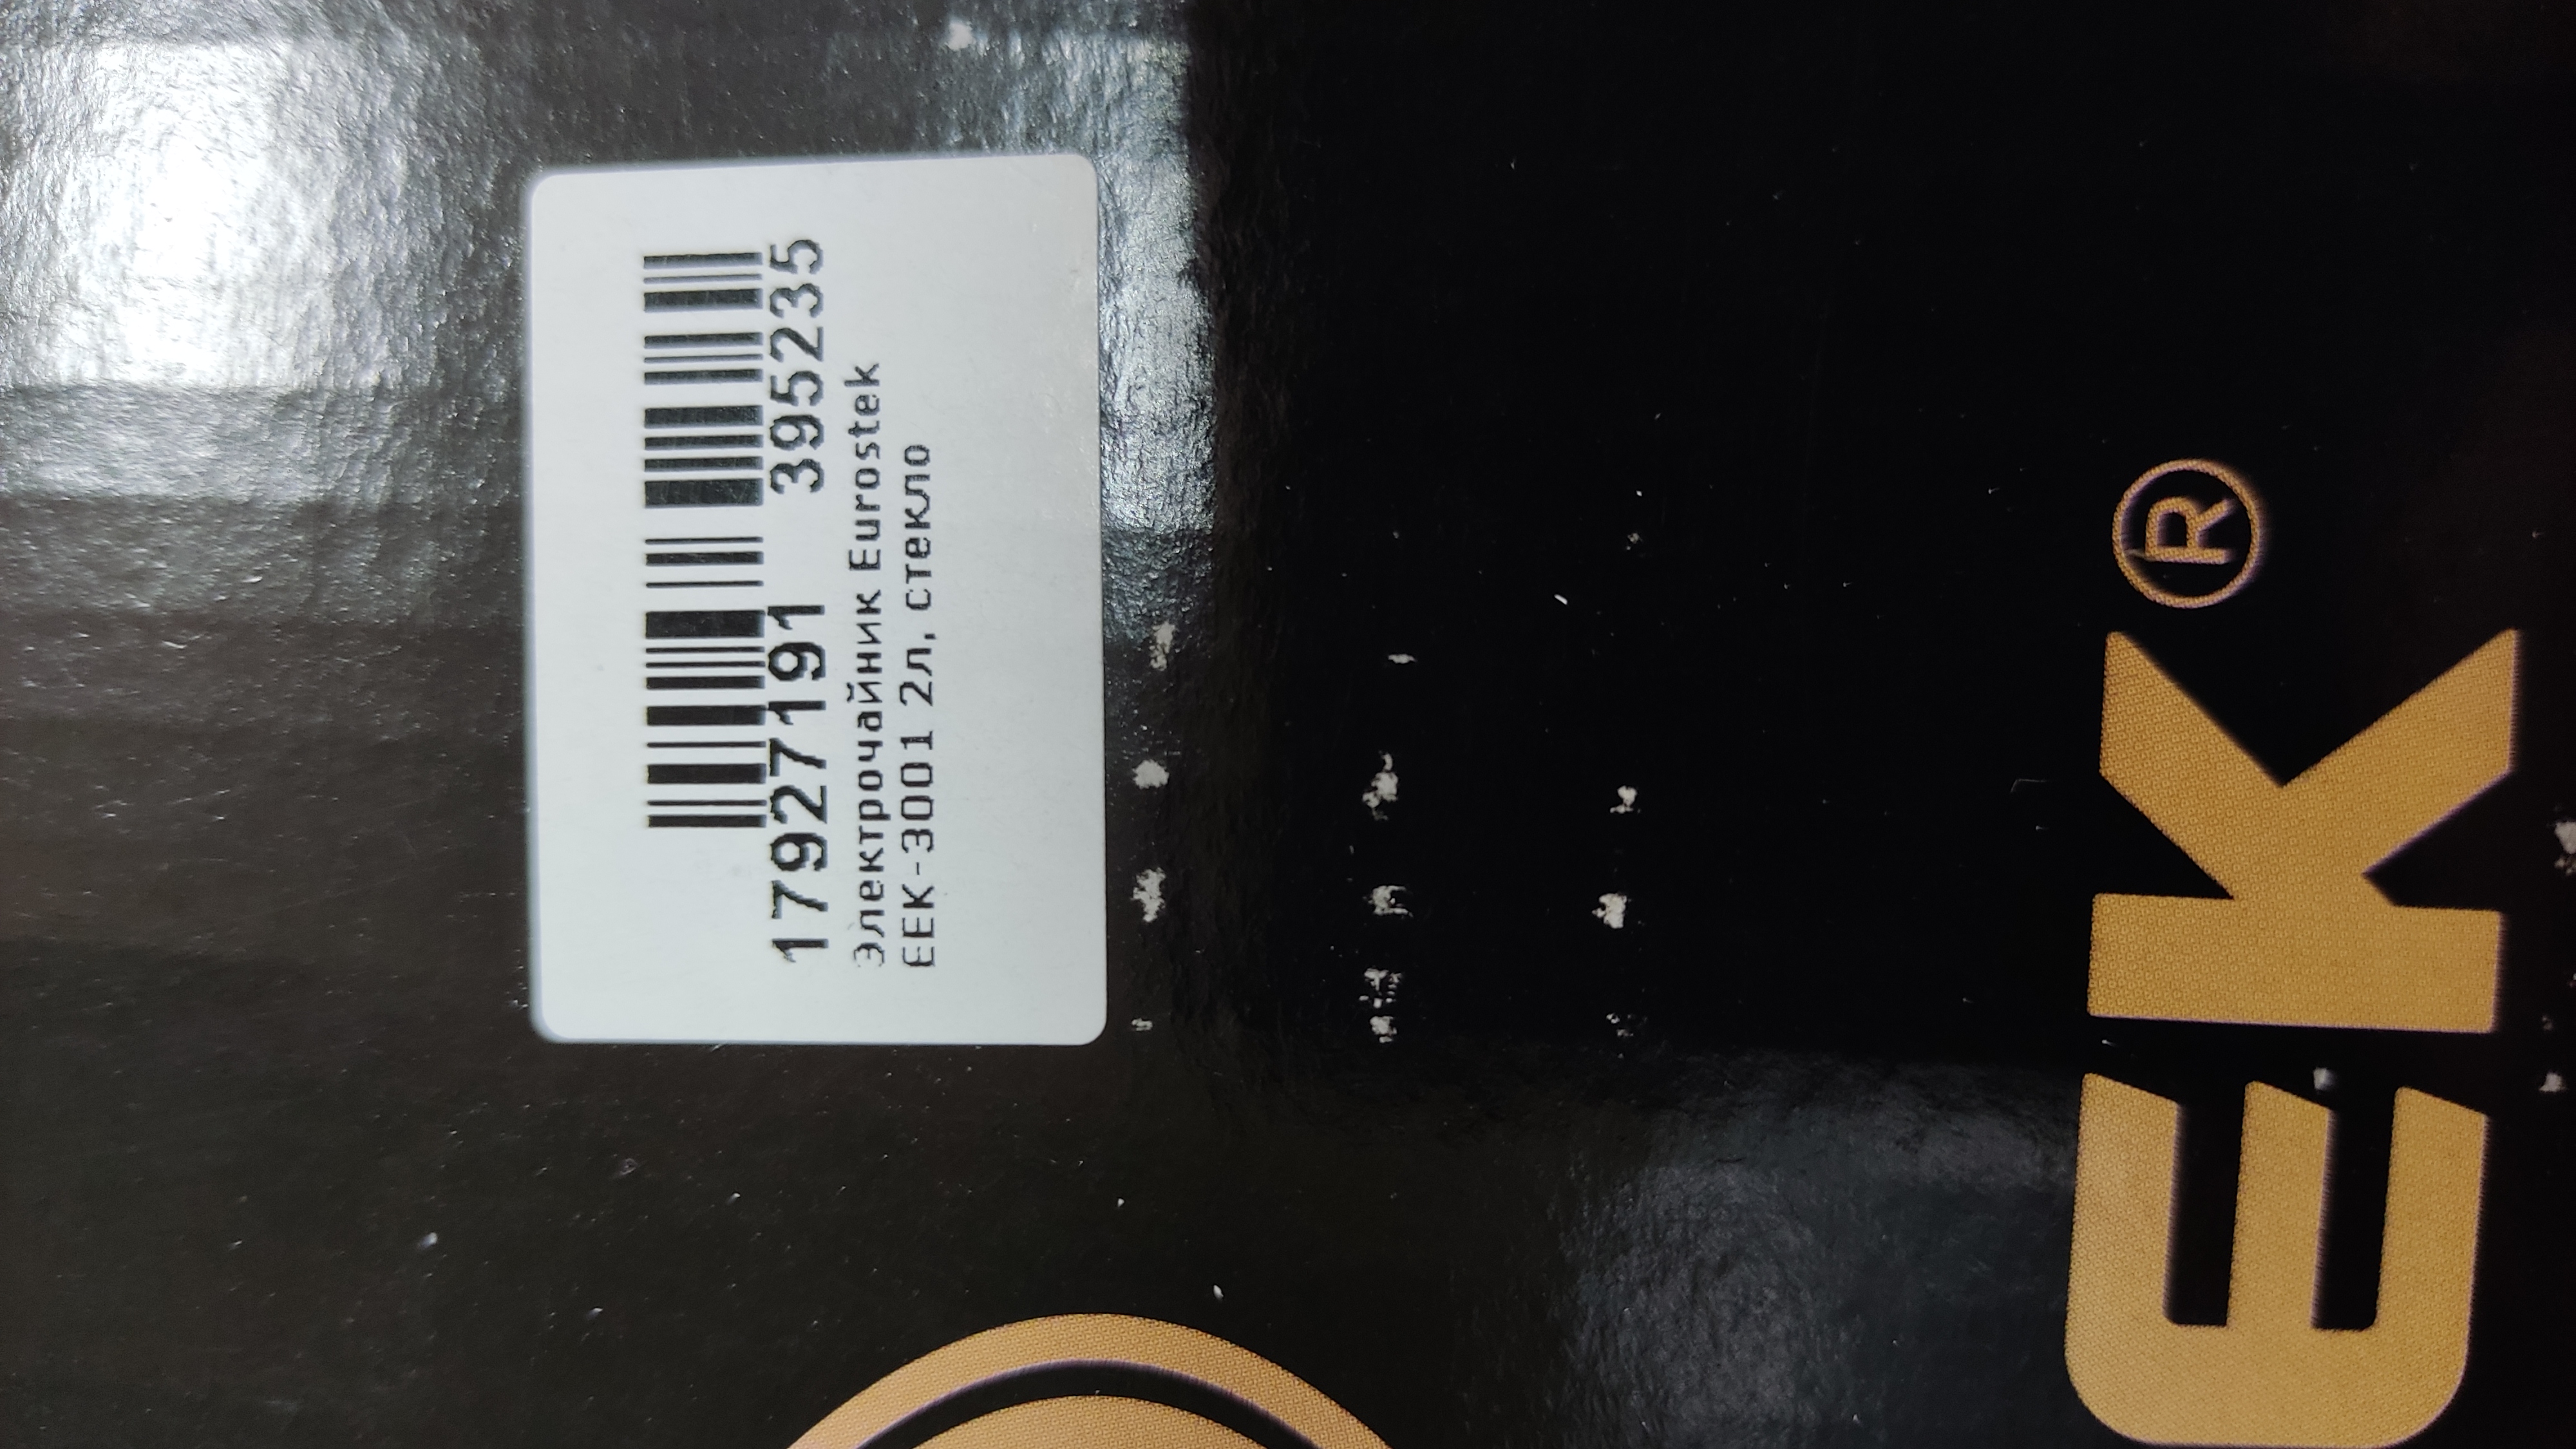 17927191 395235
Электрочайник Eurostek
EEK-3001 2л, стекло
EK®